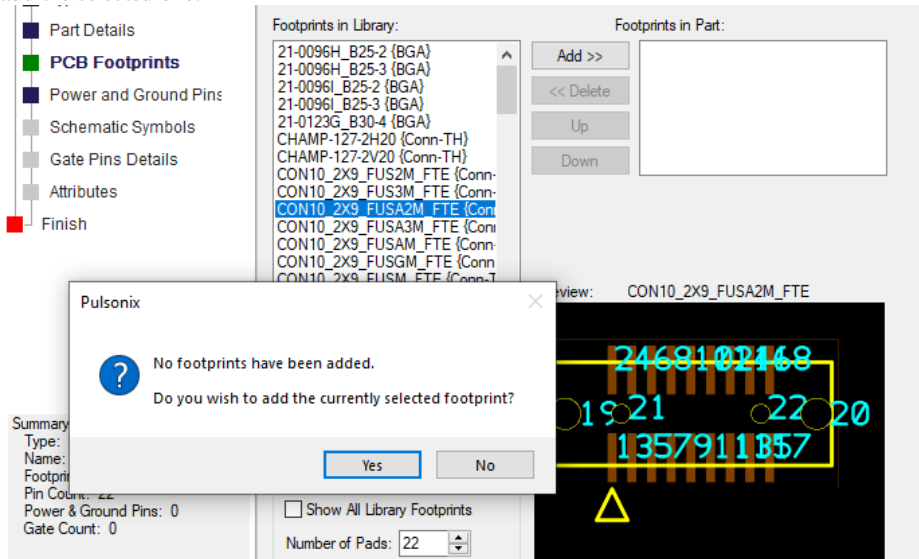 Part Details
PCB Footprints
Power and Ground Pins
Schematic Symbols
Gate Pins Details
Attributes
Finish
Footprints in Library:
21-0096H_B25-2 {BGA}
21-0096H_B25-3 {BGA}
21-0096I_B25-2 {BGA}
21-0096I_B25-3 {BGA}
21-0123G_B30-4 {BGA}
CHAMP-127-2H20 {Conn-TH}
CHAMP-127-2V20 {Conn-TH}
CON10_2X9_FUS2M_FTE {Conn-
CON10_2X9_FUS3M_FTE {Conn-
CON10_2X9_FUSA2M_FTE {Conn
CON10_2X9_FUSA3M_FTE {Conn
CON10_2X9_FUSAM_FTE {Conn-
CON10_2X9_FUSGM_FTE {Conn
CON10_2X9_FUSM_FTE {Conn-T
Footprints in Part:
Add >>
<< Delete
Up
Down
eview: CON10_2X9_FUSA2M_FTE
19 21 22 20
Pulsonix
No footprints have been added.
Do you wish to add the currently selected footprint?
Yes No
Summary
Type:
Name:
Footprin
Pin Count: 22
Power & Ground Pins: 0
Gate Count: 0
Show All Library Footprints
Number of Pads: 22